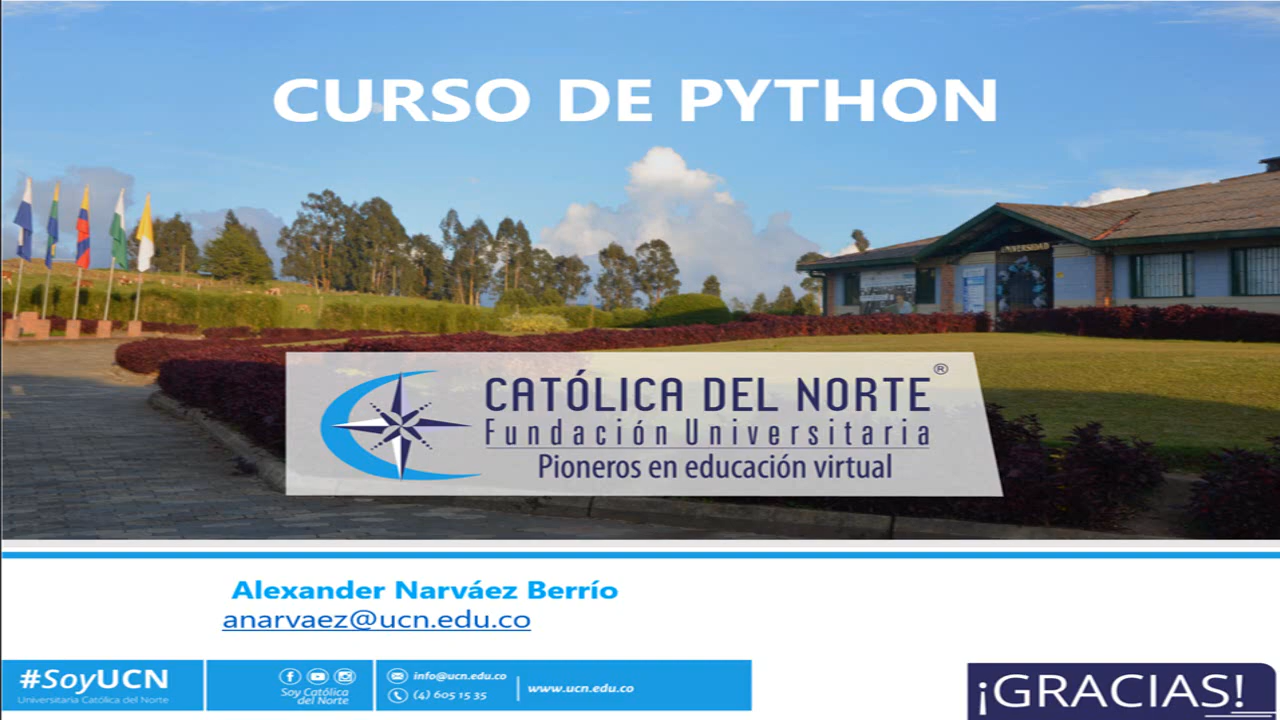 CURSO DE PYTHON
UNIVERSIDAD
CATÓLICA DEL NORTE®
Fundación Universitaria
Pioneros en educación virtual
Alexander Narváez Berrío
anarvaez@ucn.edu.co
#SoyUCN
Universitaria Católica del Norte
Soy Católica
del Norte
info@ucn.edu.co
(4) 605 15 35
www.ucn.edu.co
¡GRACIAS!